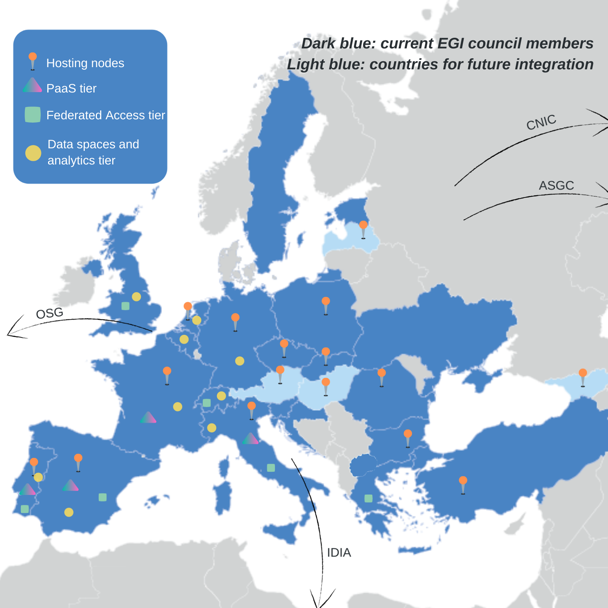 Dark blue: current EGI council members
Light blue: countries for future integration
Hosting nodes
PaaS tier
Federated Access tier
Data spaces and
analytics tier
CNIC
ASGC
OSG
IDIA